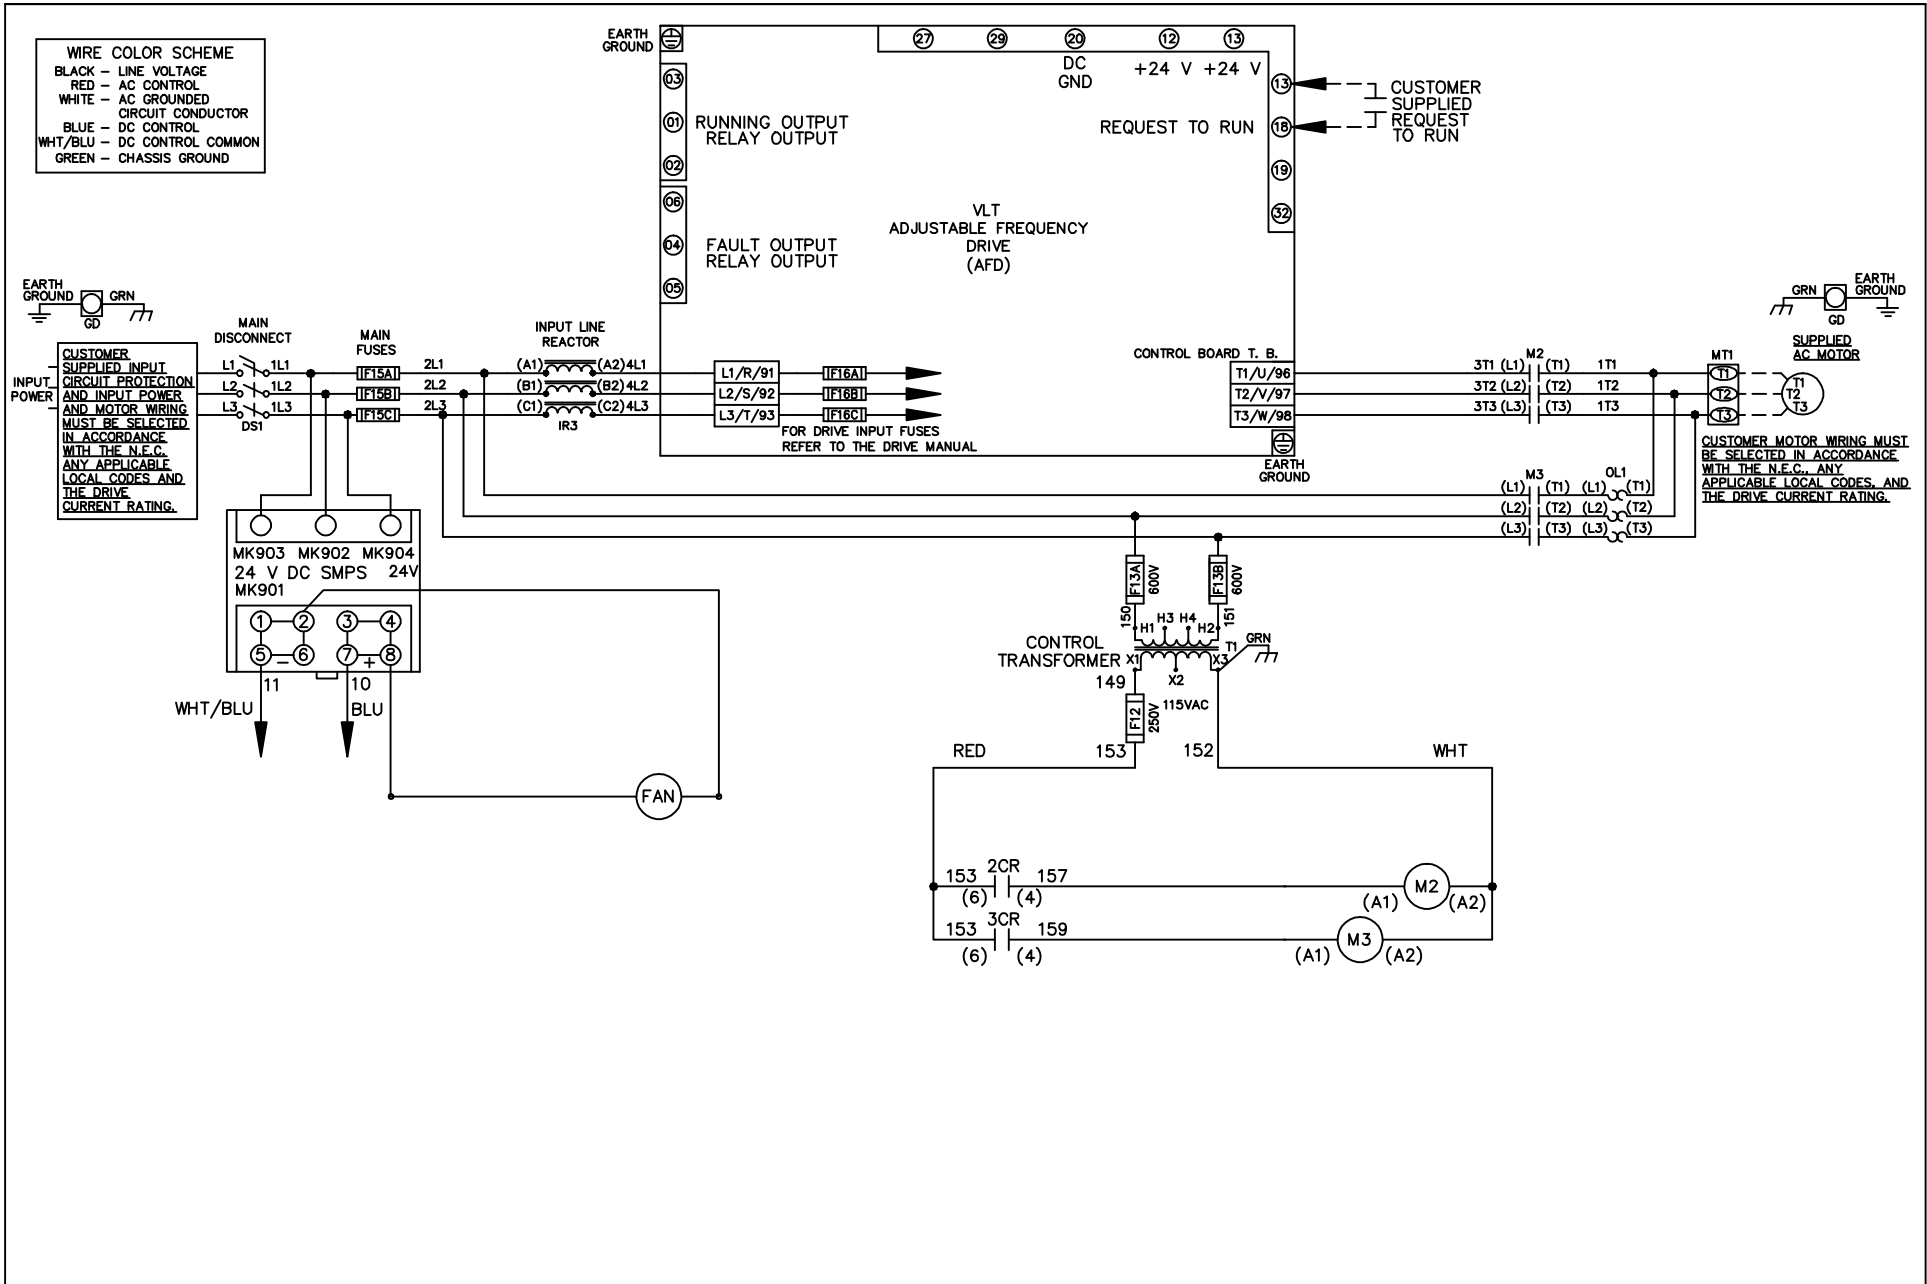 WIRE COLOR SCHEME
BLACK – LINE VOLTAGE
RED – AC CONTROL
WHITE – AC GROUNDED
CIRCUIT CONDUCTOR
BLUE – DC CONTROL
WHT/BLU – DC CONTROL COMMON
GREEN – CHASSIS GROUND
EARTH
GROUND
03
01
02
RUNNING OUTPUT
RELAY OUTPUT
06
04
05
FAULT OUTPUT
RELAY OUTPUT
27 29 20 12 13
DC
GND
+24 V +24 V
13
REQUEST TO RUN 18
19
32
CUSTOMER
SUPPLIED
REQUEST
TO RUN
VLT
ADJUSTABLE FREQUENCY
DRIVE
(AFD)
EARTH
GROUND
GRN
GD
INPUT
POWER
CUSTOMER
SUPPLIED INPUT
CIRCUIT PROTECTION
AND INPUT POWER
AND MOTOR WIRING
MUST BE SELECTED
IN ACCORDANCE
WITH THE N.E.C.
ANY APPLICABLE
LOCAL CODES AND
THE DRIVE
CURRENT RATING.
MAIN
DISCONNECT
L1 1L1
L2 1L2
L3 1L3
DS1
MAIN
FUSES
F15A 2L1
F15B 2L2
F15C 2L3
INPUT LINE
REACTOR
(A1) (A2) 4L1
(B1) (B2) 4L2
(C1) (C2) 4L3
IR3
L1/R/91 F16A
L2/S/92 F16B
L3/T/93 F16C
FOR DRIVE INPUT FUSES
REFER TO THE DRIVE MANUAL
CONTROL BOARD T. B.
T1/U/96
T2/V/97
T3/W/98
EARTH
GROUND
M2
3T1 (L1) (T1) 1T1
3T2 (L2) (T2) 1T2
3T3 (L3) (T3) 1T3
MT1
T1
T2
T3
GRN
EARTH
GROUND
GD
SUPPLIED
AC MOTOR
T1
T2
T3
CUSTOMER MOTOR WIRING MUST
BE SELECTED IN ACCORDANCE
WITH THE N.E.C., ANY
APPLICABLE LOCAL CODES, AND
THE DRIVE CURRENT RATING.
M3 OL1
(L1) (T1) (L1) (T1)
(L2) (T2) (L2) (T2)
(L3) (T3) (L3) (T3)
MK903 MK902 MK904
24 V DC SMPS 24V
MK901
1 2 3 4
5 – 6 7 + 8
11 10
WHT/BLU BLU
FAN
F13A 600V
F13B 600V
150 151
H1 H3 H4 H2
CONTROL
TRANSFORMER
T1
GRN
X1 X2 X3
149
F12 250V
115VAC
RED 153 152 WHT
2CR
153 157
(6) (4)
M2
(A1) (A2)
3CR
153 159
(6) (4)
M3
(A1) (A2)